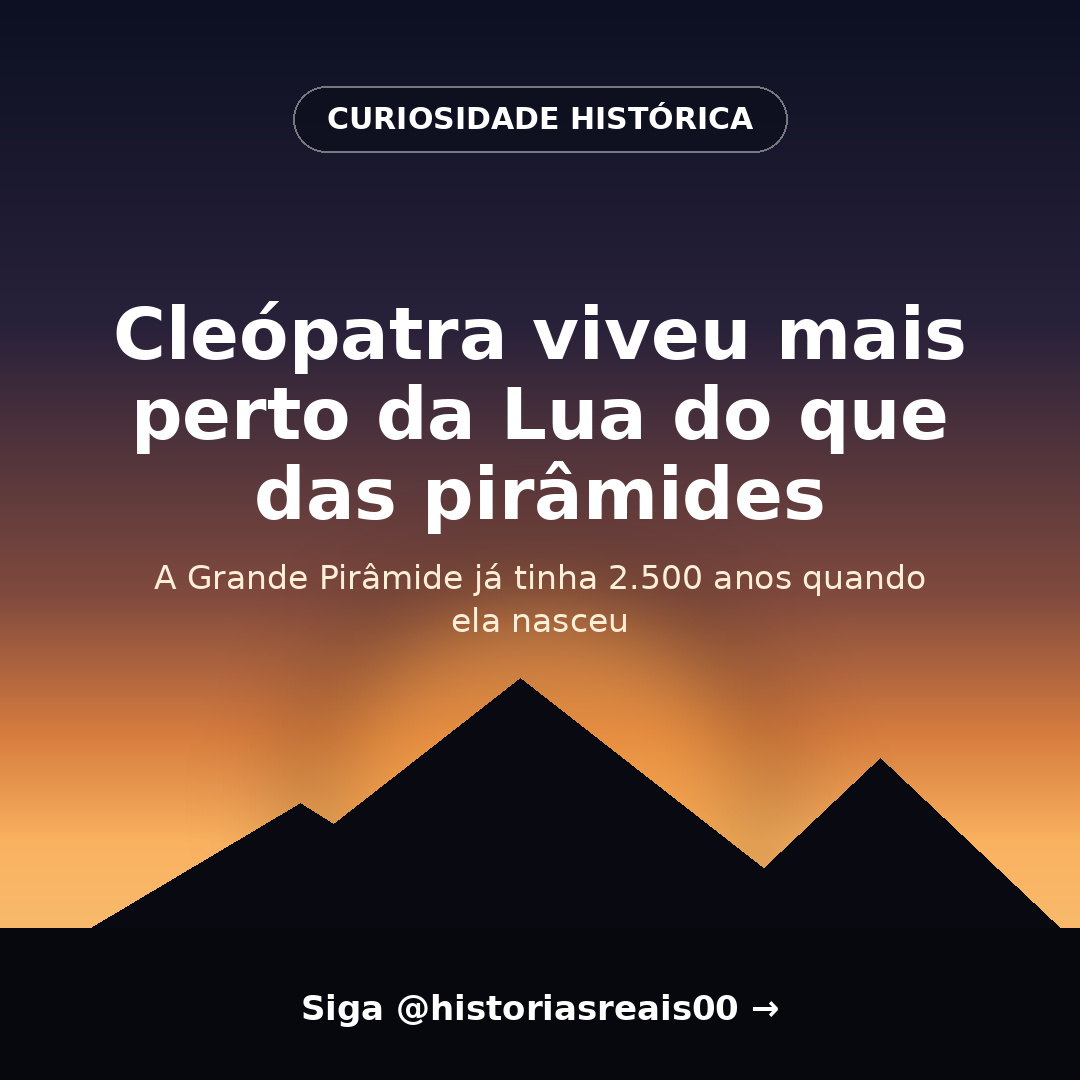 CURIOSIDADE HISTÓRICA
Cleópatra viveu mais
perto da Lua do que
das pirâmides
A Grande Pirâmide já tinha 2.500 anos quando
ela nasceu
Siga @historiasreais00 →